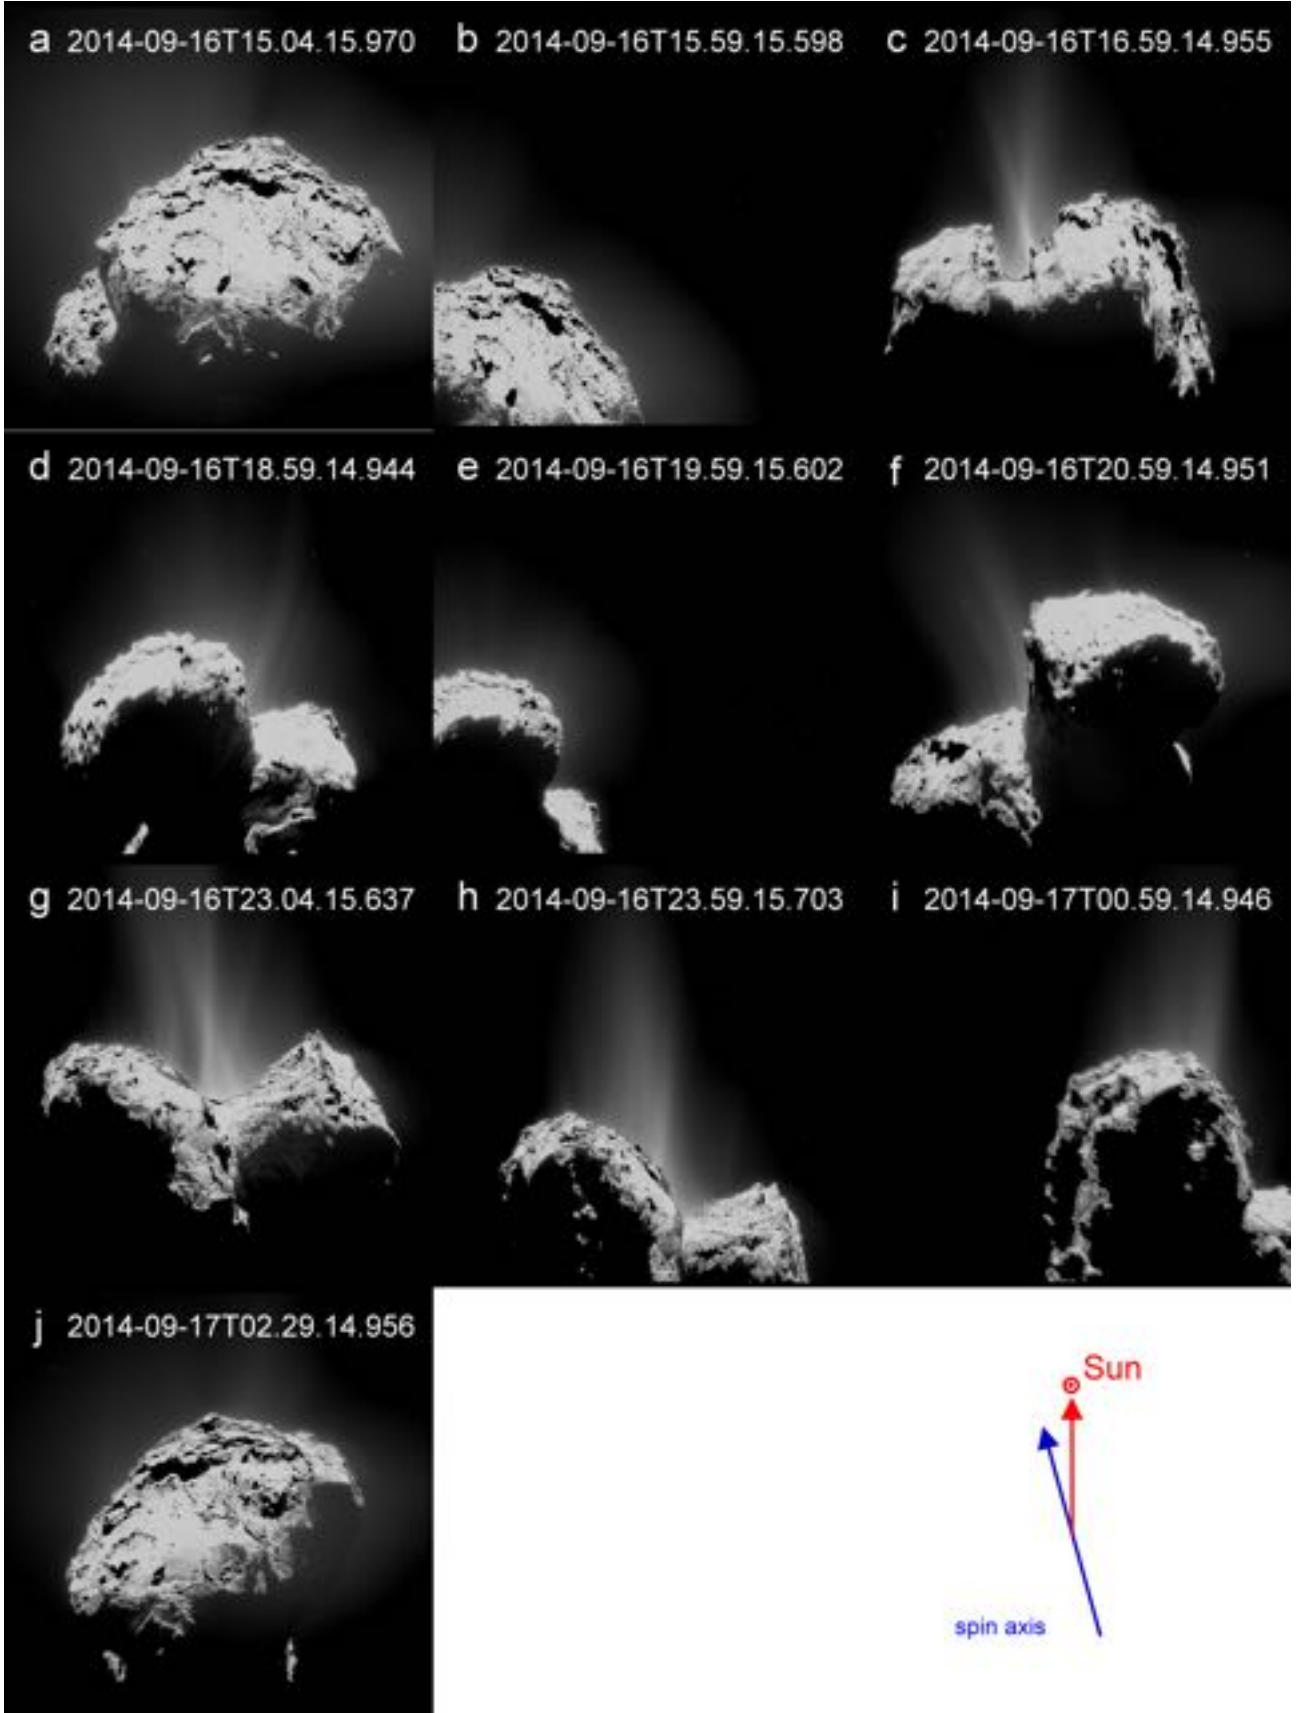 a 2014-09-16T15.04.15.970
b 2014-09-16T15.59.15.598
c 2014-09-16T16.59.14.955
d 2014-09-16T18.59.14.944
e 2014-09-16T19.59.15.602
f 2014-09-16T20.59.14.951
g 2014-09-16T23.04.15.637
h 2014-09-16T23.59.15.703
i 2014-09-17T00.59.14.946
j 2014-09-17T02.29.14.956
Sun
spin axis